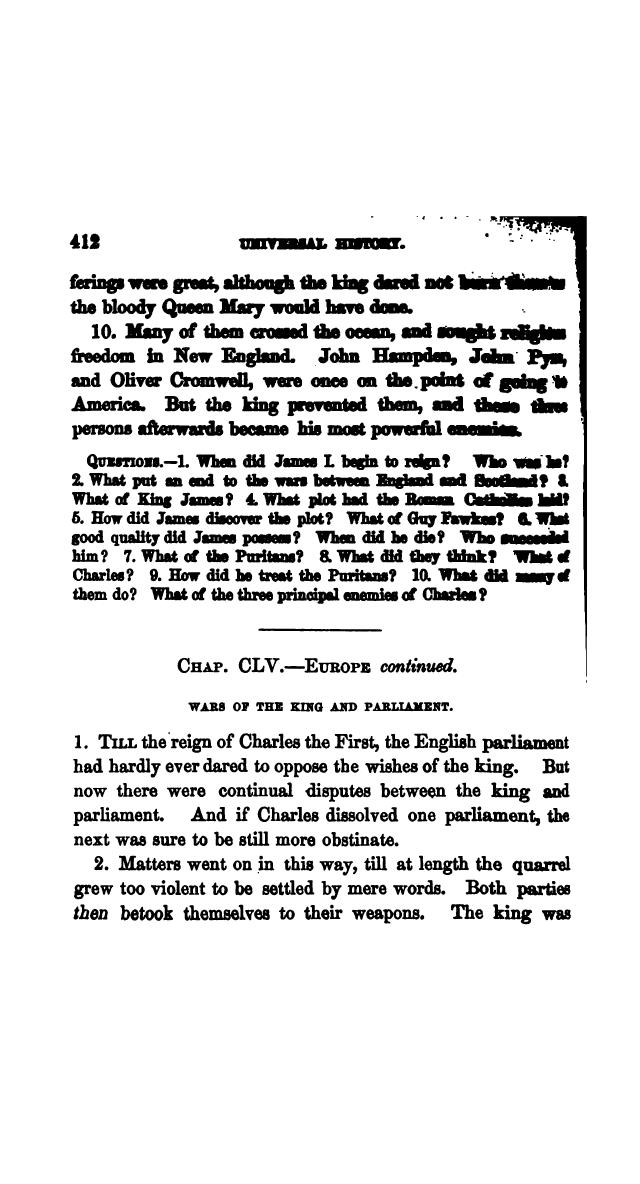 412 UNIVERSAL HISTORY.
ferings were great, although the king dared not burn them as
the bloody Queen Mary would have done.
10. Many of them crossed the ocean, and sought religious
freedom in New England. John Hampden, John Pym,
and Oliver Cromwell, were once on the point of going to
America. But the king prevented them, and these three
persons afterwards became his most powerful enemies.
QUESTIONS.—1. When did James I. begin to reign? Who was he?
2. What put an end to the wars between England and Scotland? 3.
What of King James? 4. What plot had the Roman Catholics laid?
5. How did James discover the plot? What of Guy Fawkes? 6. What
good quality did James possess? When did he die? Who succeeded
him? 7. What of the Puritans? 8. What did they think? What of
Charles? 9. How did he treat the Puritans? 10. What did many of
them do? What of the three principal enemies of Charles?
CHAP. CLV.—EUROPE continued.
WARS OF THE KING AND PARLIAMENT.
1. TILL the reign of Charles the First, the English parliament
had hardly ever dared to oppose the wishes of the king. But
now there were continual disputes between the king and
parliament. And if Charles dissolved one parliament, the
next was sure to be still more obstinate.
2. Matters went on in this way, till at length the quarrel
grew too violent to be settled by mere words. Both parties
then betook themselves to their weapons. The king was